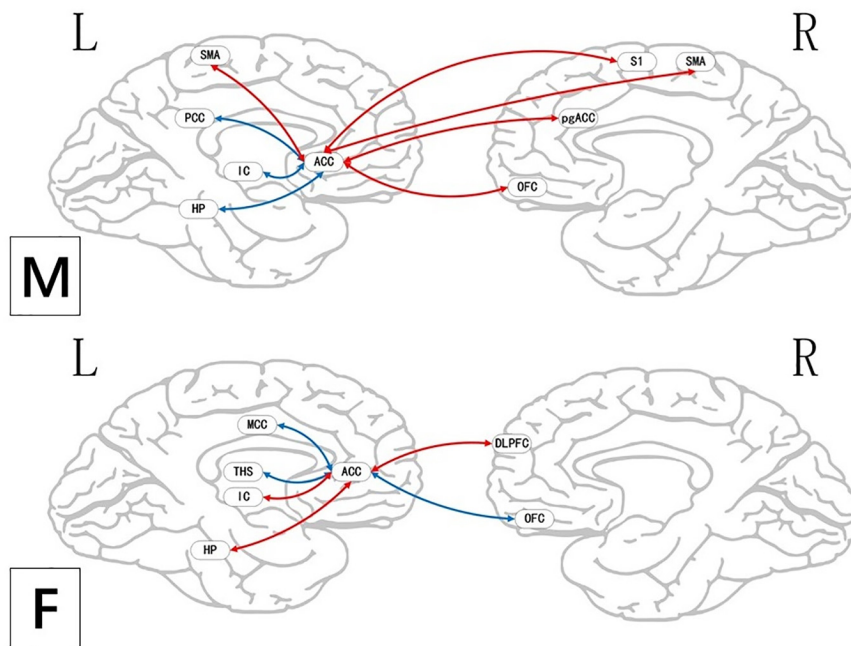 L
R
SMA
S1
SMA
PCC
pgACC
IC
ACC
OFC
HP
M
L
R
MCC
DLPFC
THS
ACC
IC
OFC
HP
F